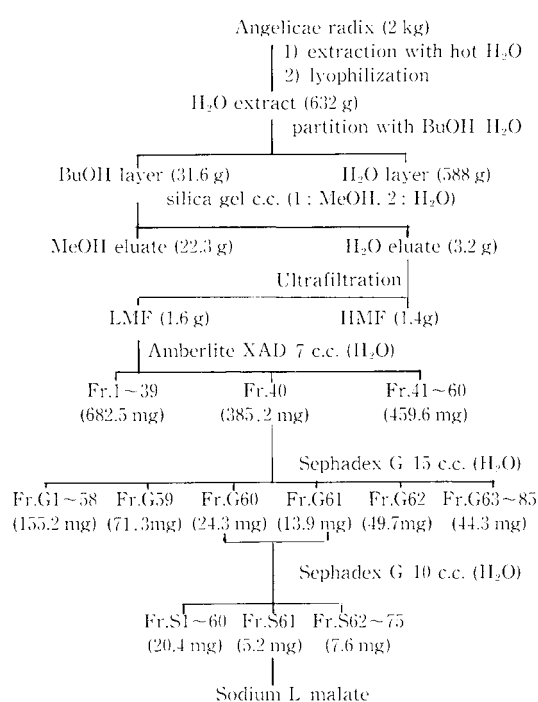 Angelicae radix (2 kg)
1) extraction with hot H₂O
2) lyophilization
H₂O extract (632 g)
partition with BuOH H₂O
BuOH layer (31.6 g) H₂O layer (588 g)
silica gel c.c. (1 : MeOH, 2 : H₂O)
MeOH eluate (22.3 g) H₂O eluate (3.2 g)
Ultrafiltration
LMF (1.6 g) HMF (1.4g)
Amberlite XAD 7 c.c. (H₂O)
Fr.1~39 Fr.40 Fr.41~60
(682.5 mg) (385.2 mg) (459.6 mg)
Sephadex G 15 c.c. (H₂O)
Fr.G1~58 Fr.G59 Fr.G60 Fr.G61 Fr.G62 Fr.G63~85
(155.2 mg) (71.3mg) (24.3 mg) (13.9 mg) (49.7mg) (44.3 mg)
Sephadex G 10 c.c. (H₂O)
Fr.S1~60 Fr.S61 Fr.S62~75
(20.4 mg) (5.2 mg) (7.6 mg)
Sodium L malate